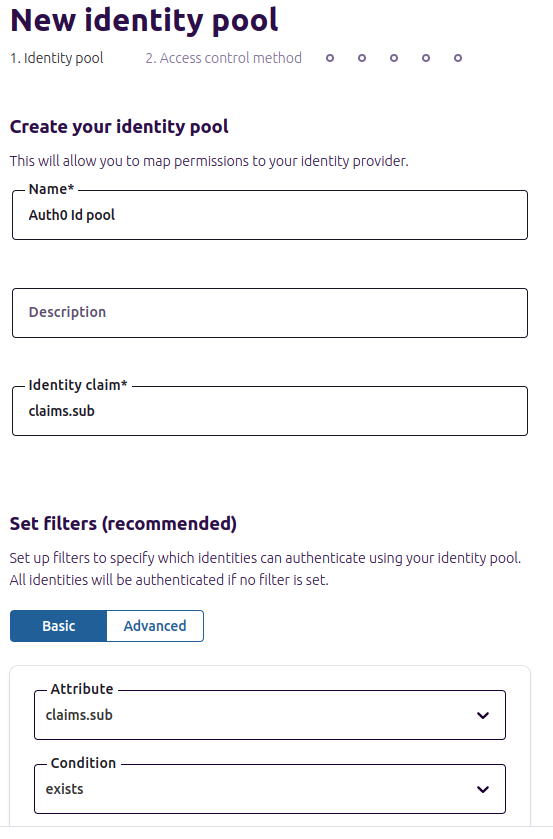 New identity pool
1. Identity pool 2. Access control method
Create your identity pool
This will allow you to map permissions to your identity provider.
Name*
Auth0 Id pool
Description
Identity claim*
claims.sub
Set filters (recommended)
Set up filters to specify which identities can authenticate using your identity pool.
All identities will be authenticated if no filter is set.
Basic Advanced
Attribute
claims.sub
Condition
exists